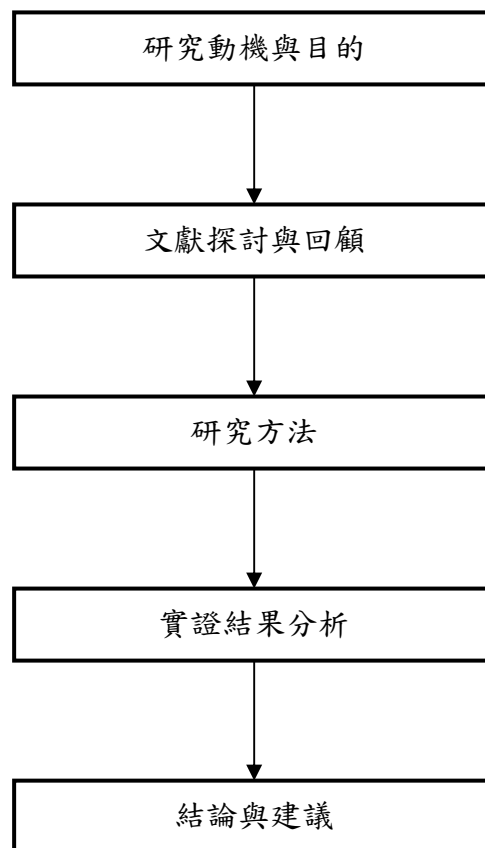 研究動機與目的
文獻探討與回顧
研究方法
實證結果分析
結論與建議